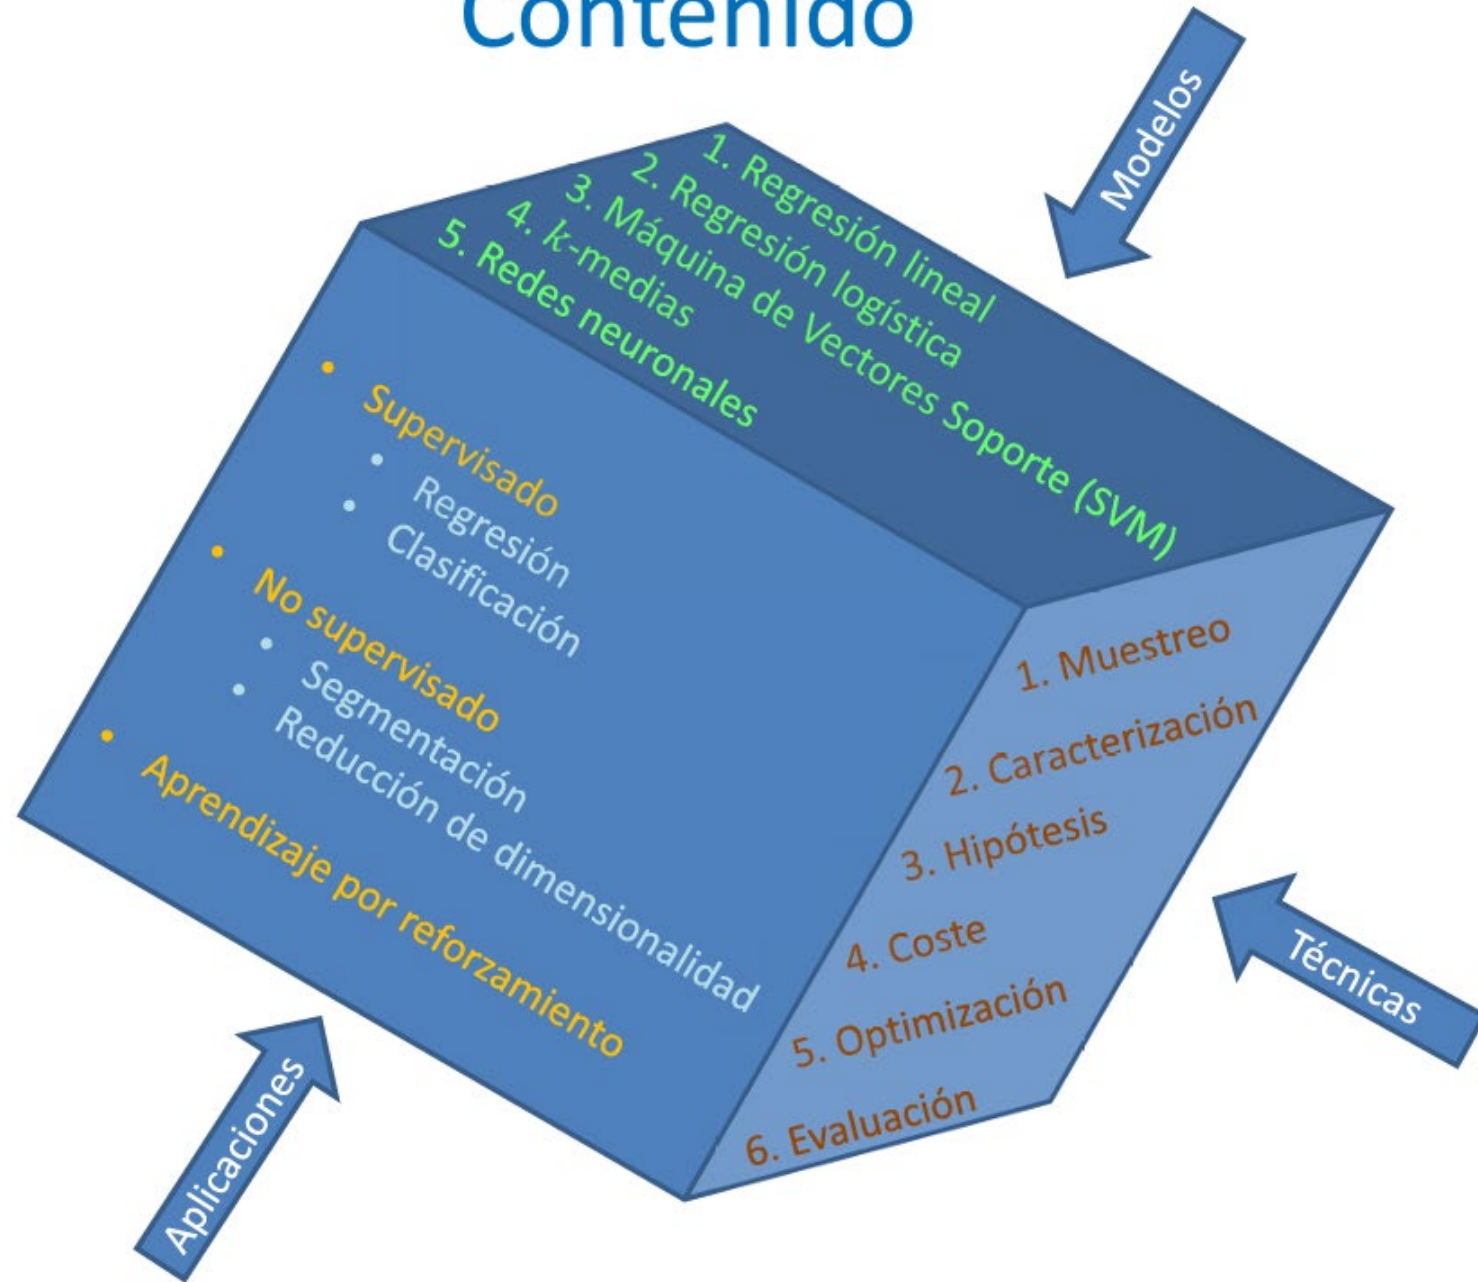 Contenido
Modelos
1. Regresión lineal
2. Regresión logística
3. Máquina de Vectores Soporte (SVM)
4. k-medias
5. Redes neuronales
• Supervisado
• Regresión
• Clasificación
• No supervisado
• Segmentación
• Reducción de dimensionalidad
• Aprendizaje por reforzamiento
1. Muestreo
2. Caracterización
3. Hipótesis
4. Coste
5. Optimización
6. Evaluación
Técnicas
Aplicaciones